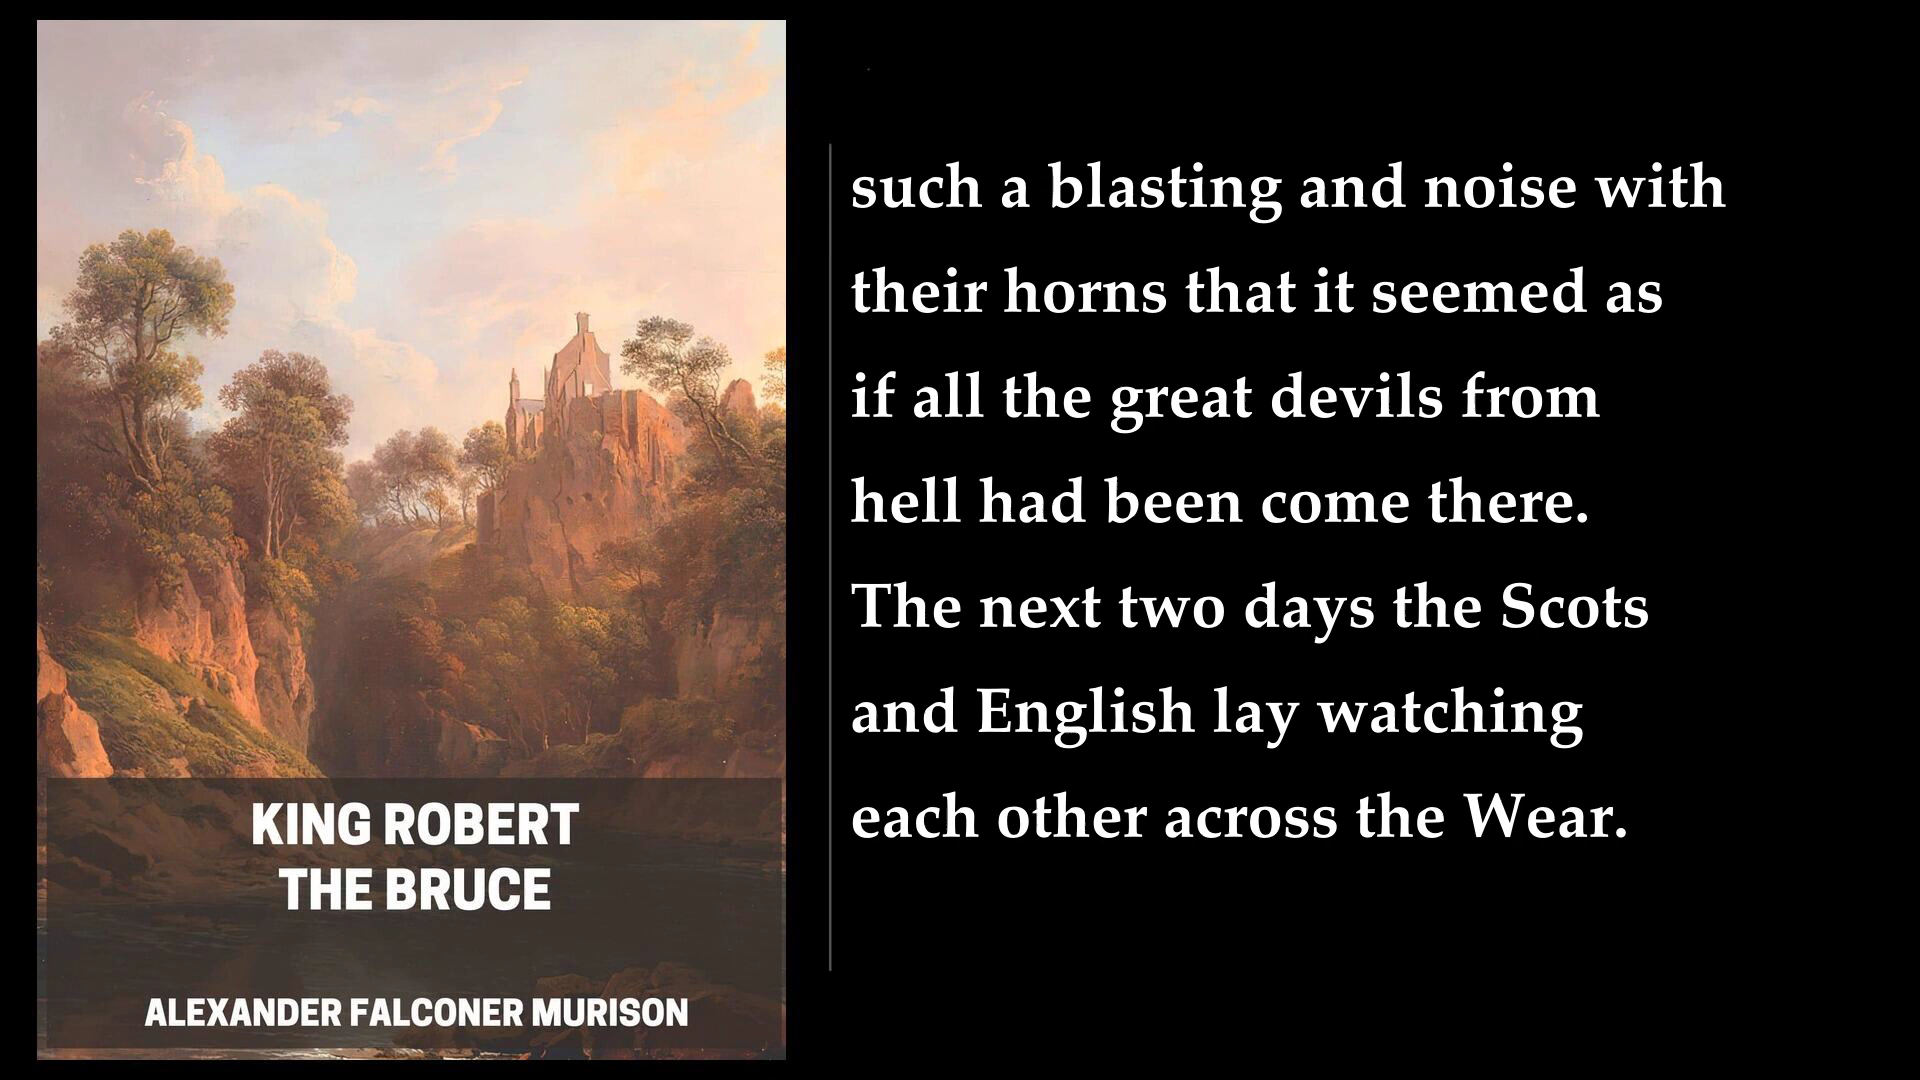 KING ROBERT
THE BRUCE
ALEXANDER FALCONER MURISON
such a blasting and noise with
their horns that it seemed as
if all the great devils from
hell had been come there.
The next two days the Scots
and English lay watching
each other across the Wear.